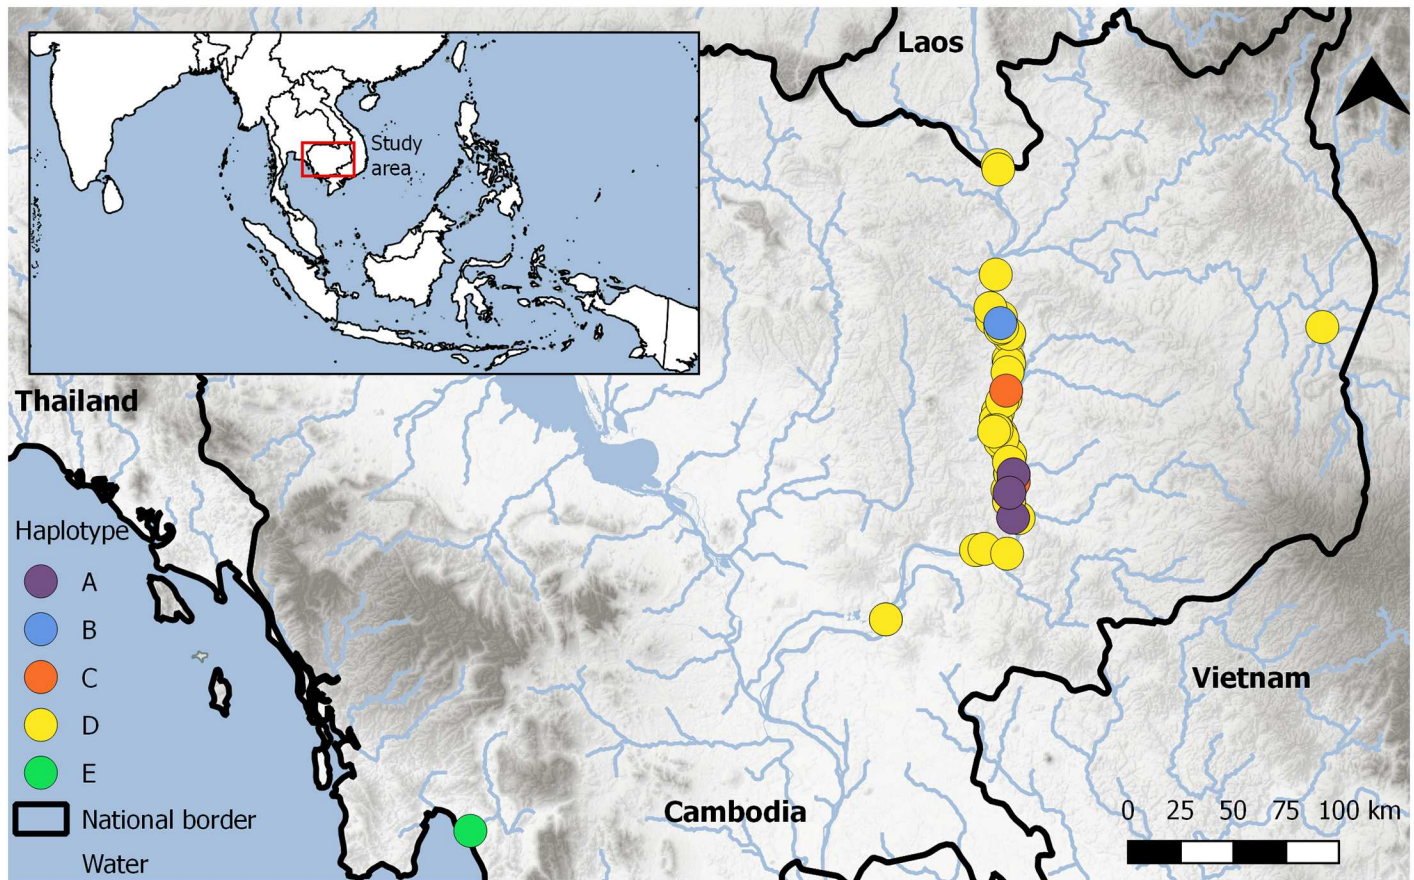 Laos
Study
area
Thailand
Haplotype
A
B
C
D
E
National border
Water
Vietnam
Cambodia
0 25 50 75 100 km